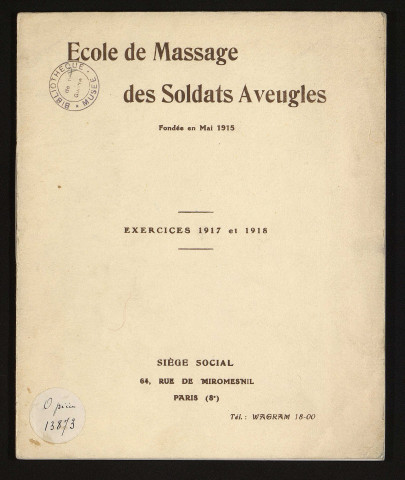 Ecole de Massage
des Soldats Aveugles
BIBLIOTHÈQUE
MUSÉE
Fondée en Mai 1915
EXERCICES 1917 et 1918
SIÈGE SOCIAL
64, RUE DE MIROMESNIL
PARIS (8e)
Tél. : WAGRAM 18-00
O pièce
13873